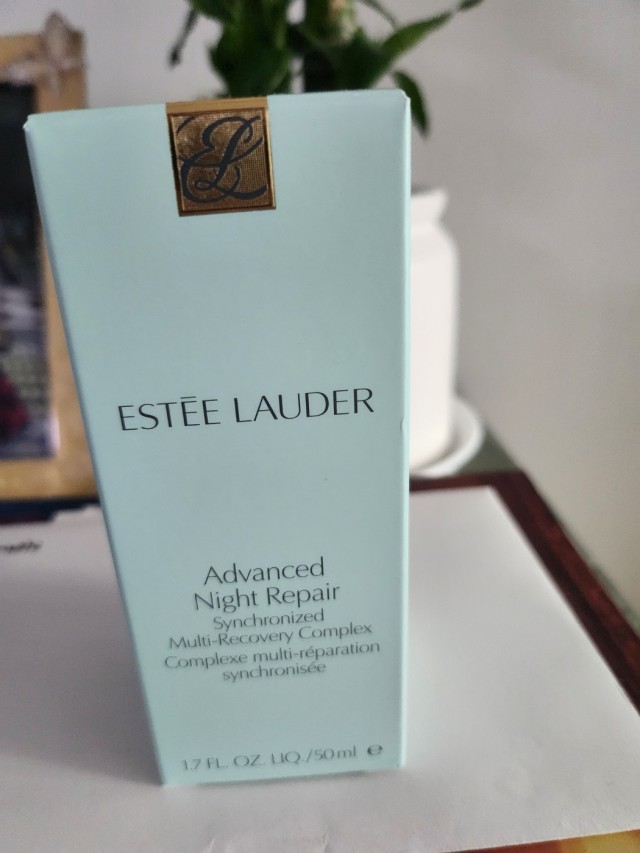 EL
ESTĒE LAUDER
Advanced
Night Repair
Synchronized
Multi-Recovery Complex
Complexe multi-réparation
synchronisée
1.7 FL. OZ. LIQ./50 ml ℮